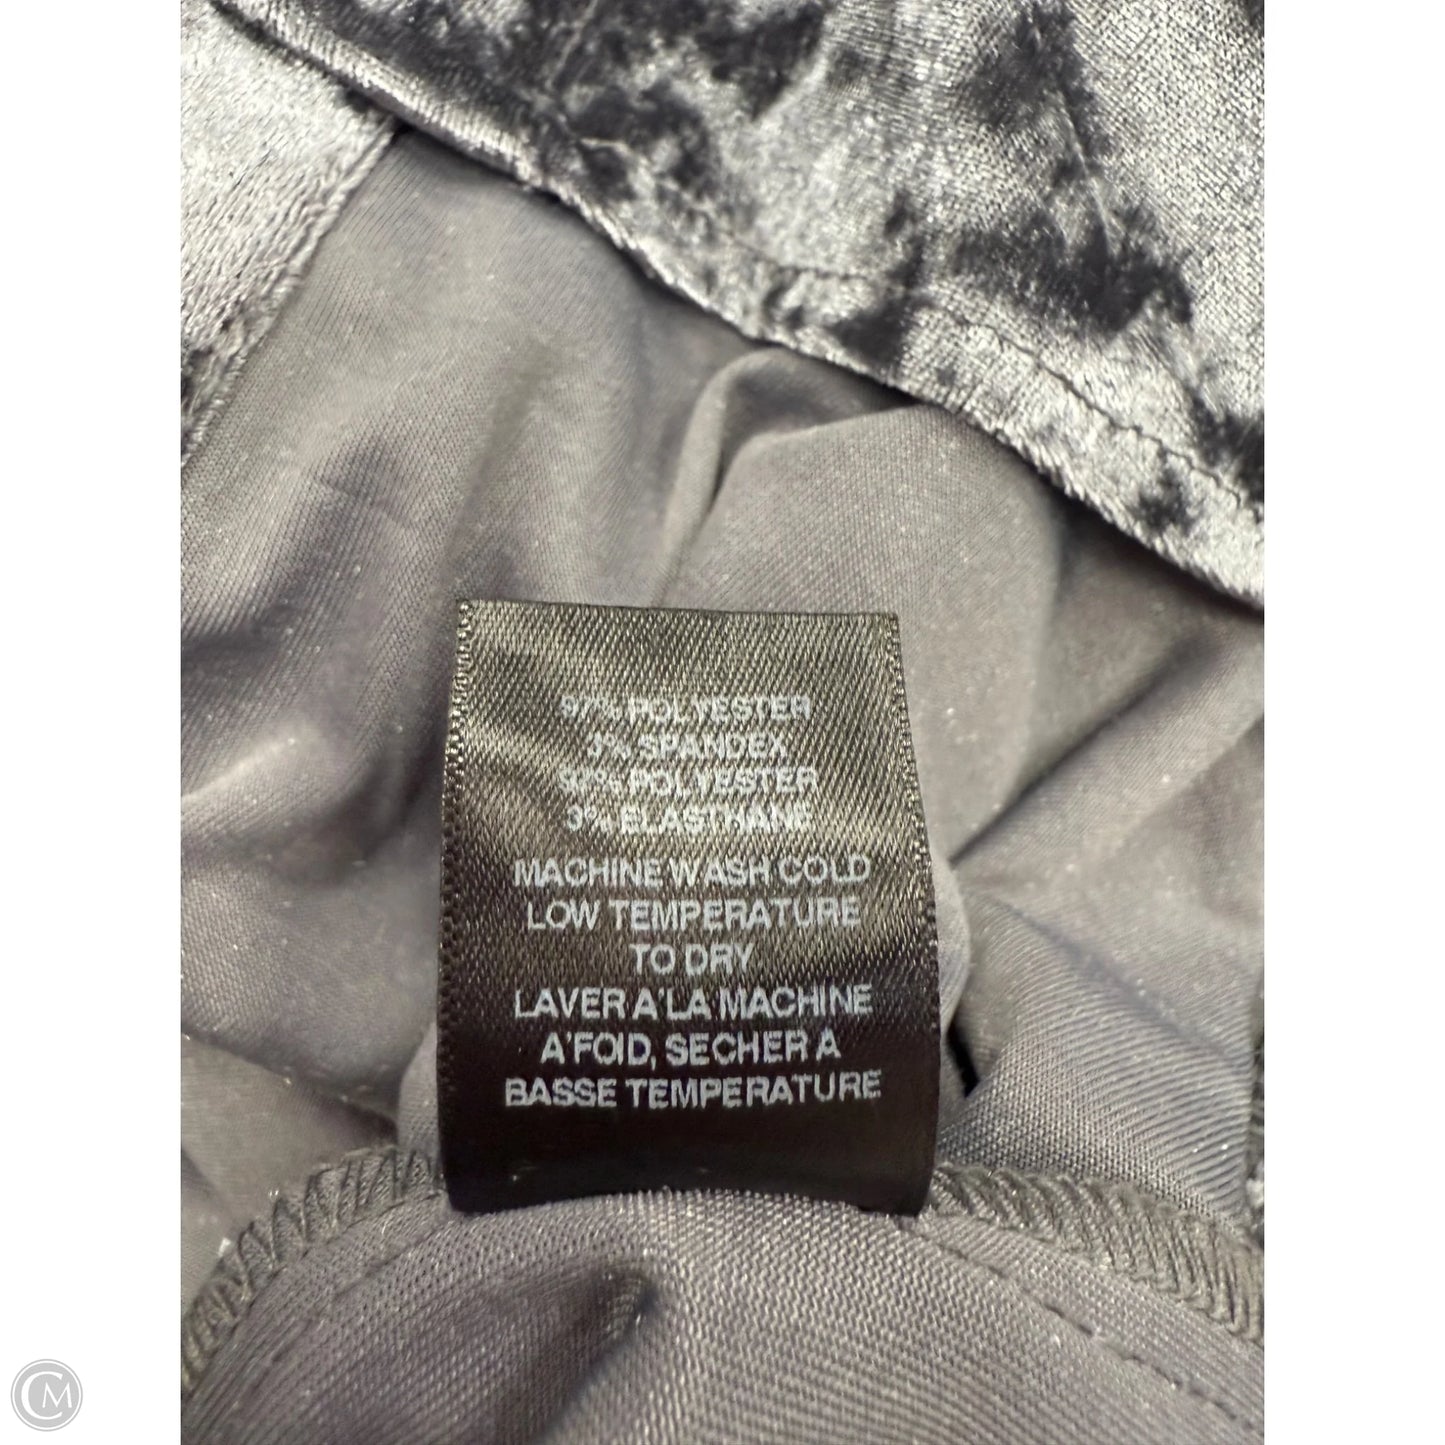 97% POLYESTER
3% SPANDEX
97% POLYESTER
3% ELASTHANE
MACHINE WASH COLD
LOW TEMPERATURE
TO DRY
LAVER A'LA MACHINE
A'FOID, SECHER A
BASSE TEMPERATURE
CM